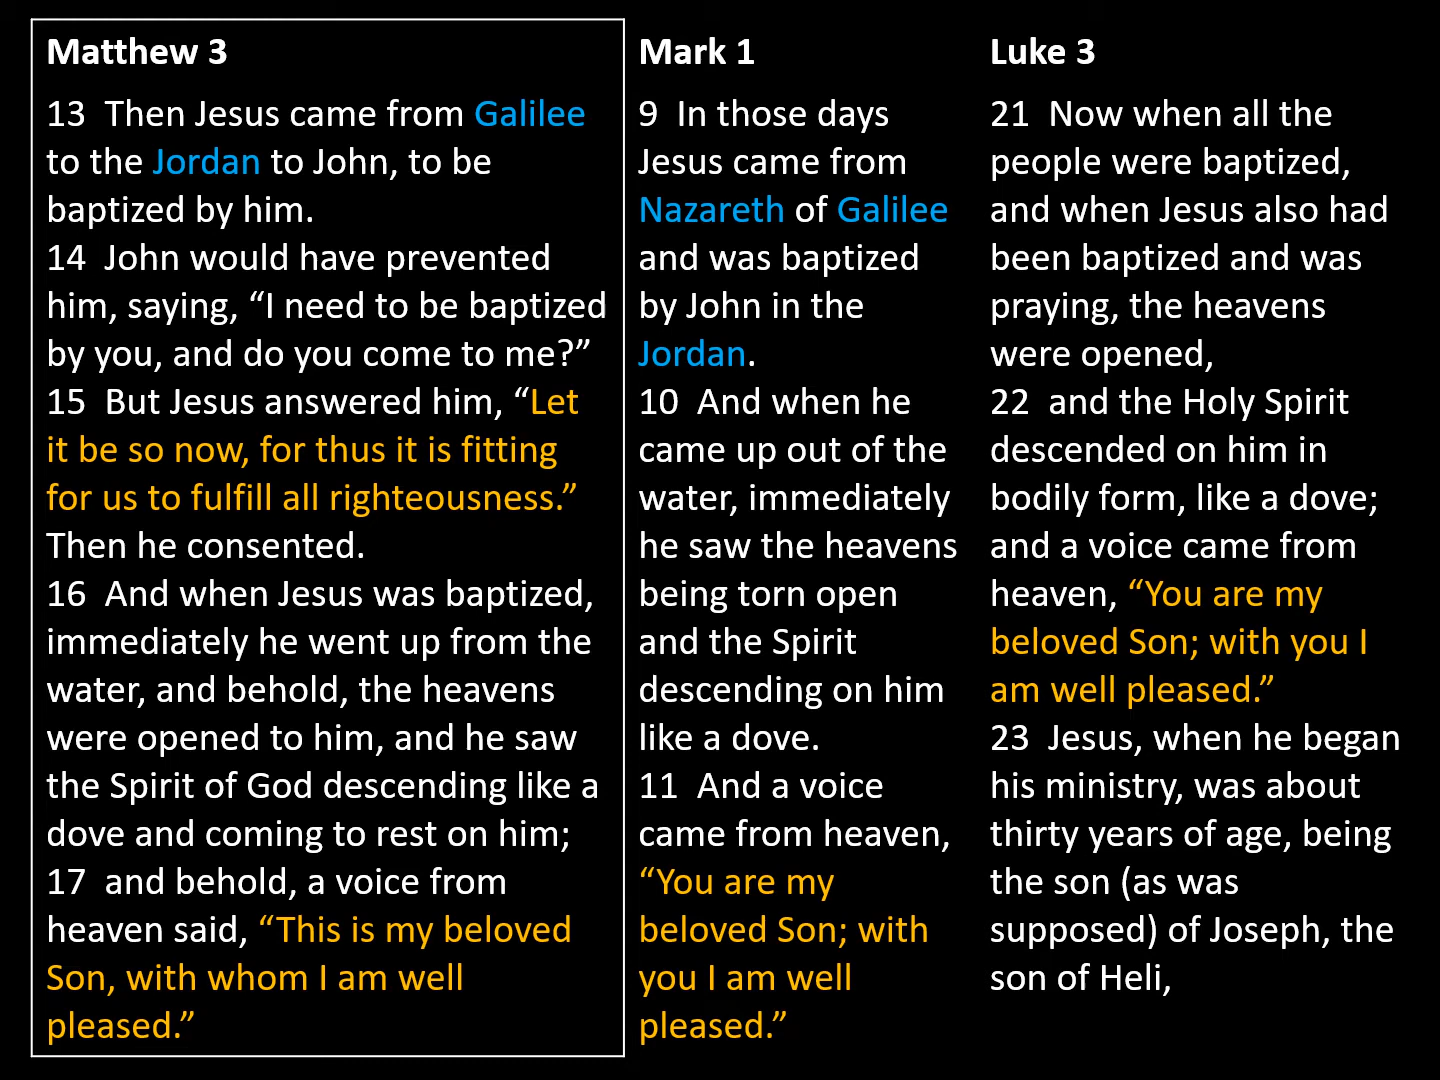 Matthew 3
13  Then Jesus came from Galilee
to the Jordan to John, to be
baptized by him.
14  John would have prevented
him, saying, “I need to be baptized
by you, and do you come to me?”
15  But Jesus answered him, “Let
it be so now, for thus it is fitting
for us to fulfill all righteousness.”
Then he consented.
16  And when Jesus was baptized,
immediately he went up from the
water, and behold, the heavens
were opened to him, and he saw
the Spirit of God descending like a
dove and coming to rest on him;
17  and behold, a voice from
heaven said, “This is my beloved
Son, with whom I am well
pleased.”
Mark 1
9  In those days
Jesus came from
Nazareth of Galilee
and was baptized
by John in the
Jordan.
10  And when he
came up out of the
water, immediately
he saw the heavens
being torn open
and the Spirit
descending on him
like a dove.
11  And a voice
came from heaven,
“You are my
beloved Son; with
you I am well
pleased.”
Luke 3
21  Now when all the
people were baptized,
and when Jesus also had
been baptized and was
praying, the heavens
were opened,
22  and the Holy Spirit
descended on him in
bodily form, like a dove;
and a voice came from
heaven, “You are my
beloved Son; with you I
am well pleased.”
23  Jesus, when he began
his ministry, was about
thirty years of age, being
the son (as was
supposed) of Joseph, the
son of Heli,